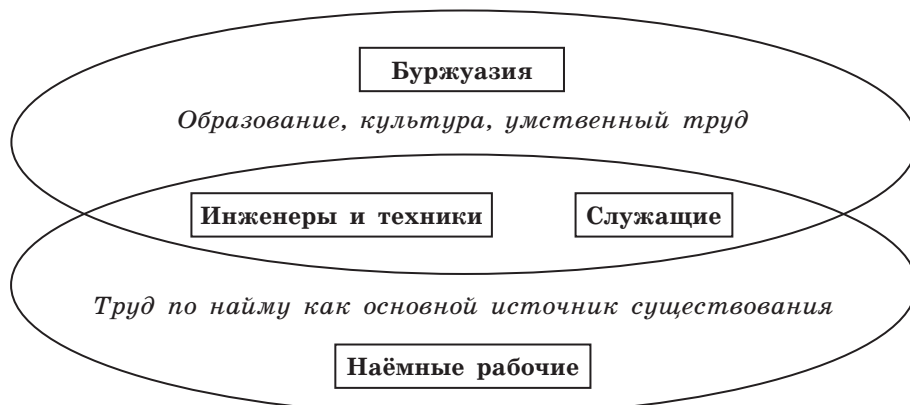 Буржуазия
Образование, культура, умственный труд
Инженеры и техники
Служащие
Труд по найму как основной источник существования
Наёмные рабочие